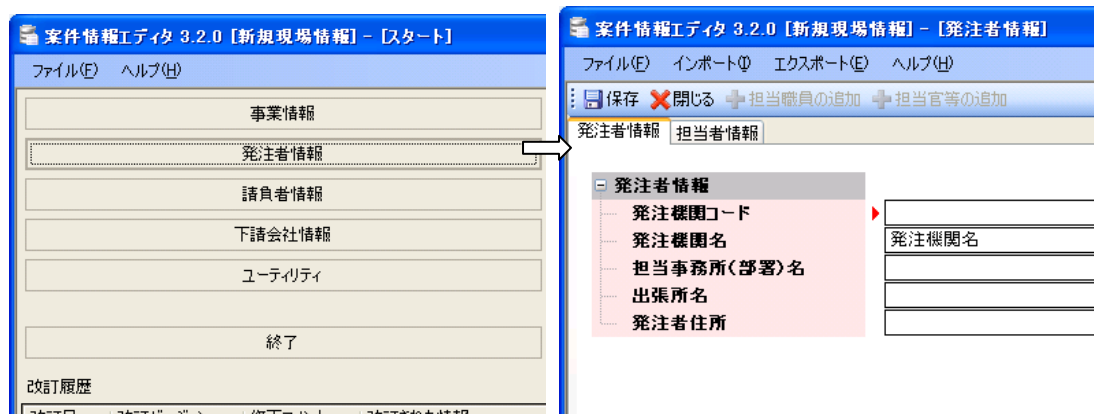 案件情報エディタ 3.2.0 [新規現場情報] - [スタート]
ファイル(F) ヘルプ(H)
事業情報
発注者情報
請負者情報
下請会社情報
ユーティリティ
終了
改訂履歴
案件情報エディタ 3.2.0 [新規現場情報] - [発注者情報]
ファイル(F) インポート(I) エクスポート(E) ヘルプ(H)
保存 閉じる 担当職員の追加 担当官等の追加
発注者情報 担当者情報
発注者情報
発注機関コード
発注機関名 発注機関名
担当事務所(部署)名
出張所名
発注者住所